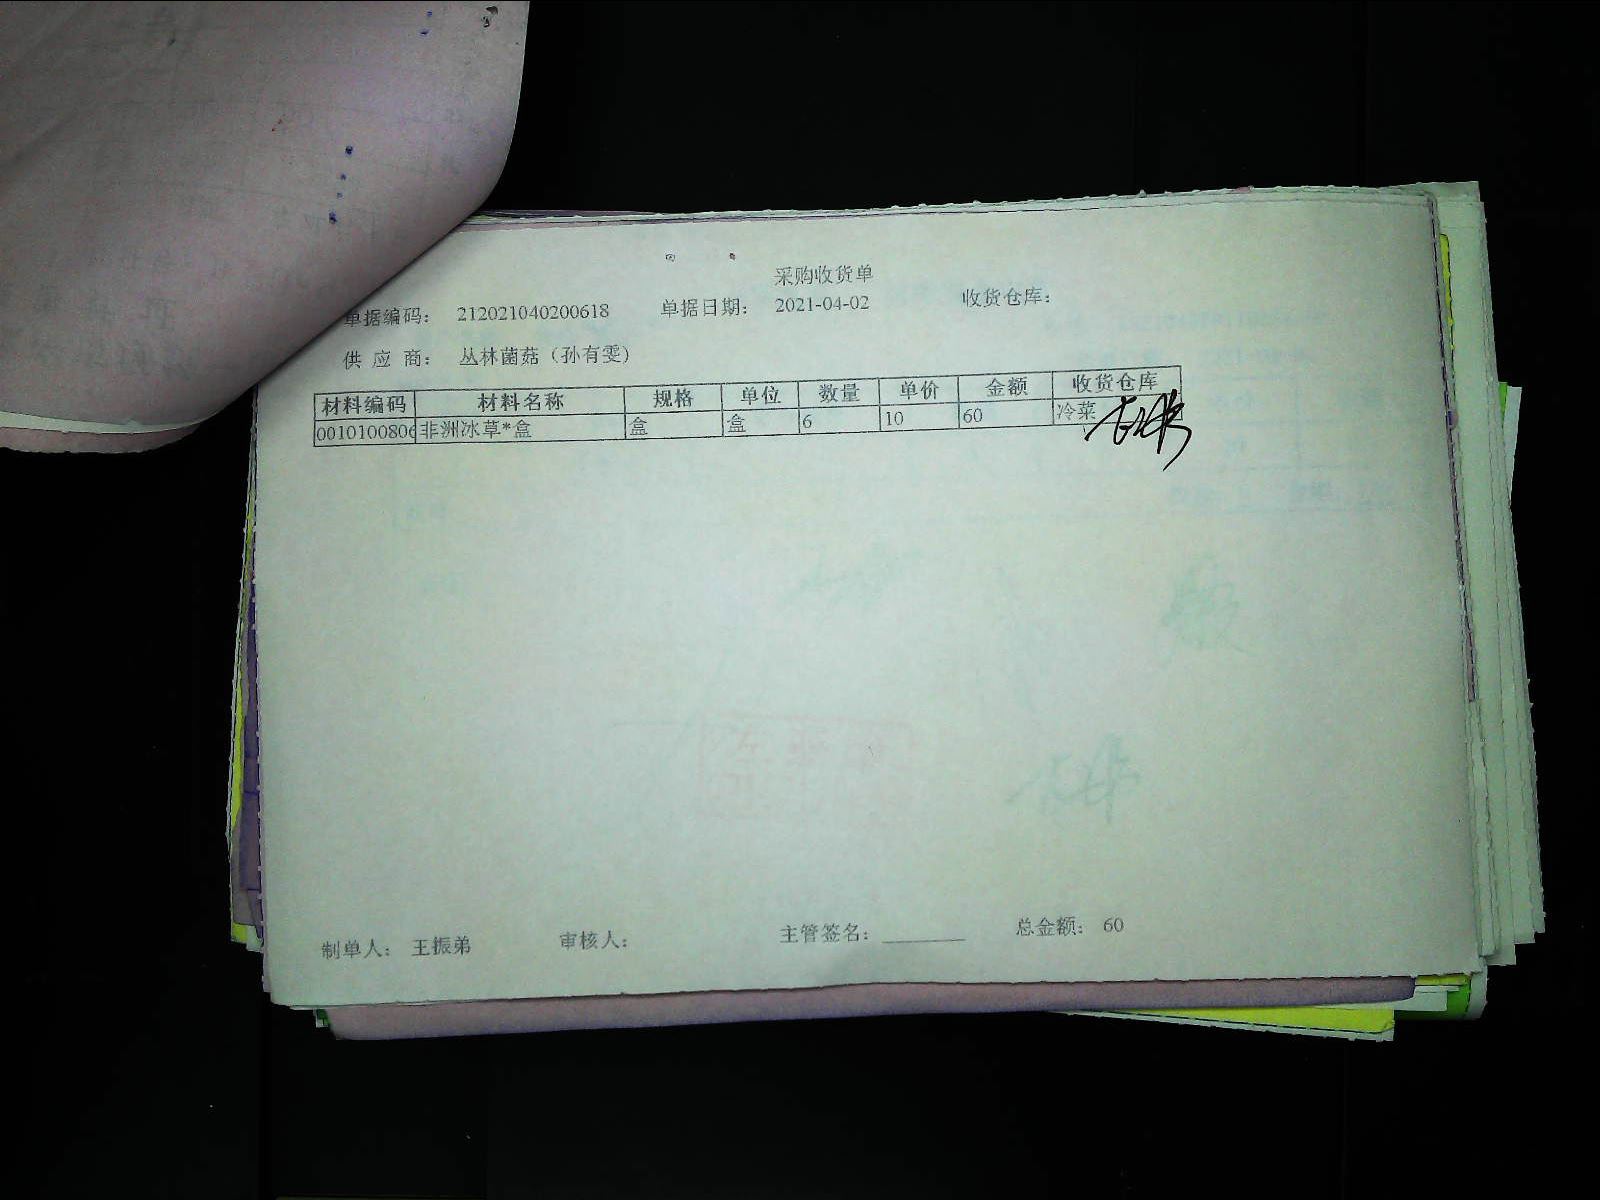 采购收货单
单据编码： 212021040200618 单据日期： 2021-04-02 收货仓库：
供 应 商： 丛林菌菇（孙有雯）
材料编码 材料名称 规格 单位 数量 单价 金额 收货仓库
0010100806 非洲冰草*盒 盒 盒 6 10 60 冷菜
制单人： 王振弟 审核人： 主管签名： 总金额： 60